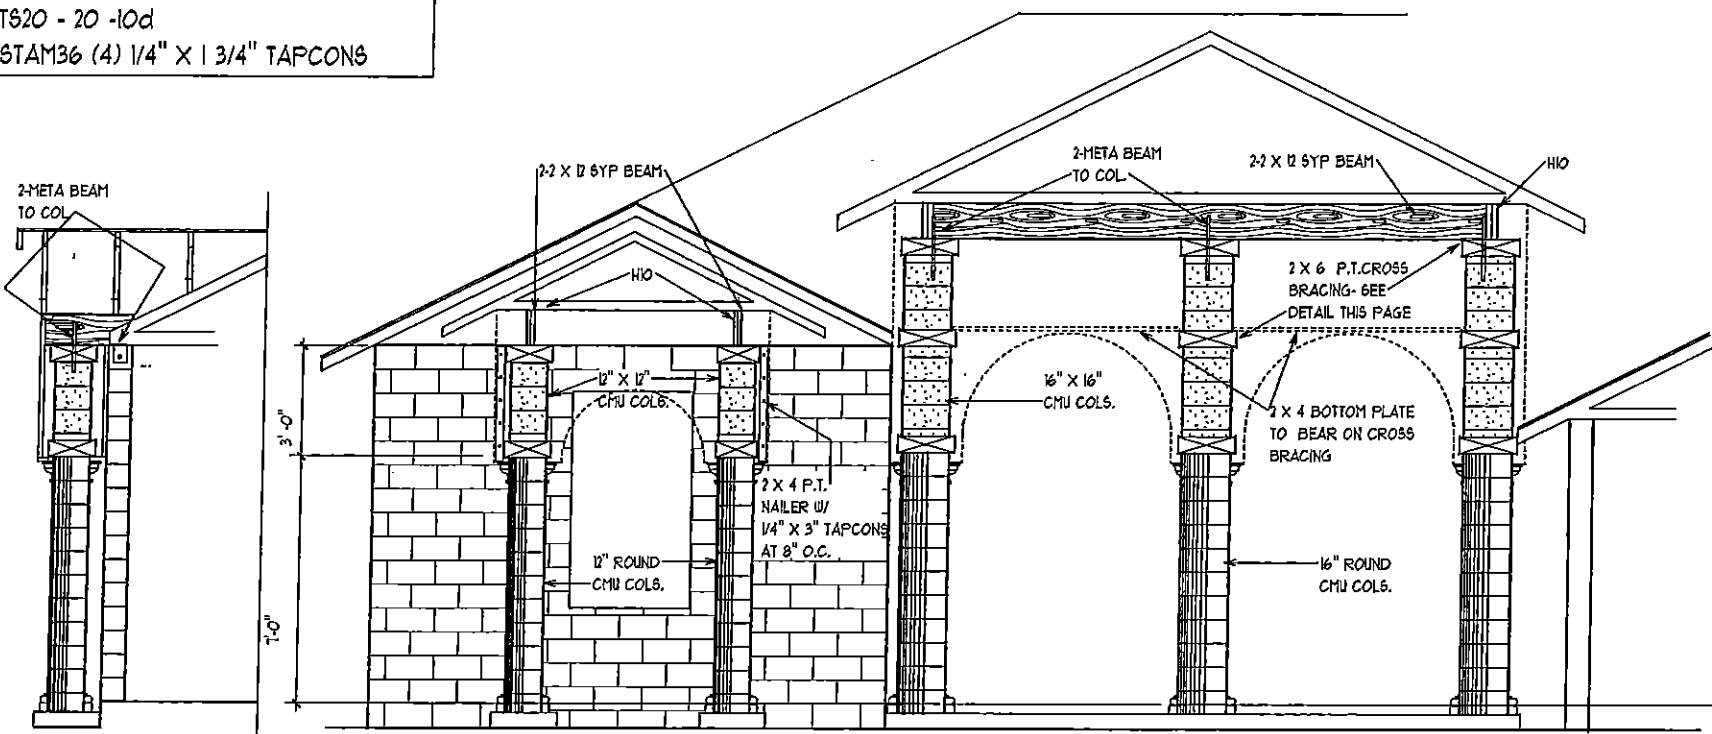 TS20 - 20 -10d
STAM36 (4) 1/4" X 1 3/4" TAPCONS
2-META BEAM
TO COL
2-2 X 12 SYP BEAM
H10
12" X 12"
CMU COLS.
3'-0"
7'-0"
2 X 4 P.T.
NAILER W/
1/4" X 3" TAPCONS
AT 8" O.C.
12" ROUND
CMU COLS.
2-META BEAM
TO COL
2-2 X 12 SYP BEAM
H10
2 X 6 P.T.CROSS
BRACING- SEE
DETAIL THIS PAGE
16" X 16"
CMU COLS.
2 X 4 BOTTOM PLATE
TO BEAR ON CROSS
BRACING
16" ROUND
CMU COLS.